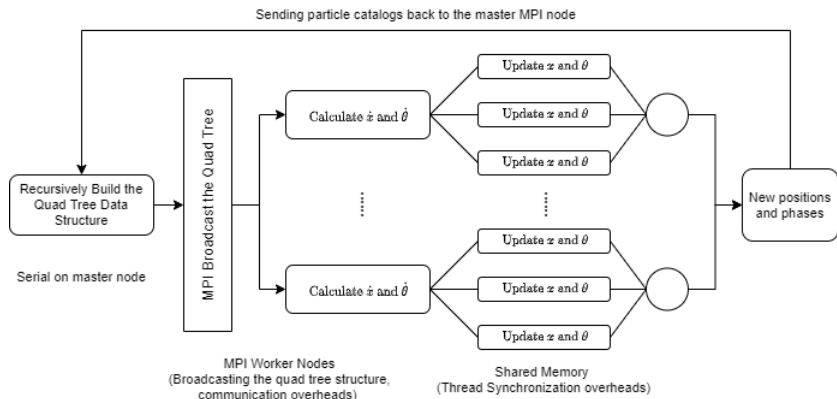 Sending particle catalogs back to the master MPI node
Recursively Build the
Quad Tree Data
Structure
Serial on master node
MPI Broadcast the Quad Tree
Calculate ẋ and θ̇
Calculate ẋ and θ̇
MPI Worker Nodes
(Broadcasting the quad tree structure,
communication overheads)
Update x and θ
Update x and θ
Update x and θ
Update x and θ
Update x and θ
Update x and θ
Shared Memory
(Thread Synchronization overheads)
New positions
and phases